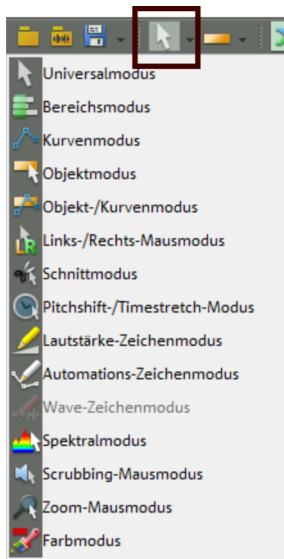 Universalmodus
Bereichsmodus
Kurvenmodus
Objektmodus
Objekt-/Kurvenmodus
Links-/Rechts-Mausmodus
Schnittmodus
Pitchshift-/Timestretch-Modus
Lautstärke-Zeichenmodus
Automations-Zeichenmodus
Wave-Zeichenmodus
Spektralmodus
Scrubbing-Mausmodus
Zoom-Mausmodus
Farbmodus